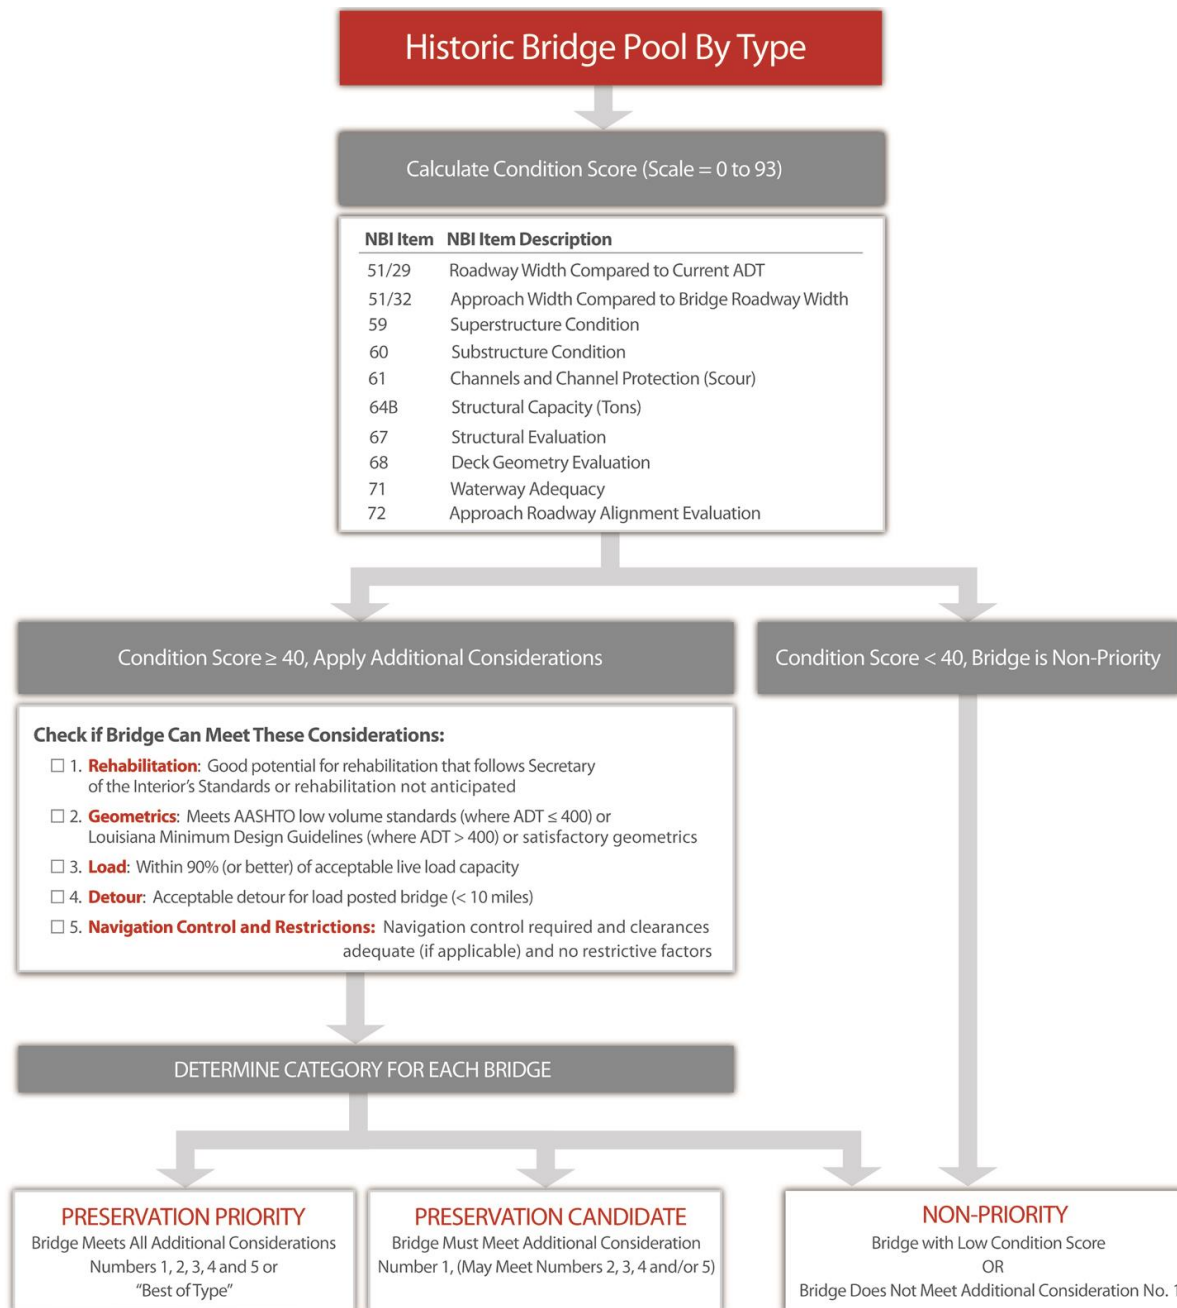 Historic Bridge Pool By Type
Calculate Condition Score (Scale = 0 to 93)
NBI Item NBI Item Description
51/29 Roadway Width Compared to Current ADT
51/32 Approach Width Compared to Bridge Roadway Width
59 Superstructure Condition
60 Substructure Condition
61 Channels and Channel Protection (Scour)
64B Structural Capacity (Tons)
67 Structural Evaluation
68 Deck Geometry Evaluation
71 Waterway Adequacy
72 Approach Roadway Alignment Evaluation
Condition Score ≥ 40, Apply Additional Considerations
Check if Bridge Can Meet These Considerations:
☐ 1. Rehabilitation: Good potential for rehabilitation that follows Secretary
of the Interior's Standards or rehabilitation not anticipated
☐ 2. Geometrics: Meets AASHTO low volume standards (where ADT ≤ 400) or
Louisiana Minimum Design Guidelines (where ADT > 400) or satisfactory geometrics
☐ 3. Load: Within 90% (or better) of acceptable live load capacity
☐ 4. Detour: Acceptable detour for load posted bridge (< 10 miles)
☐ 5. Navigation Control and Restrictions: Navigation control required and clearances
adequate (if applicable) and no restrictive factors
Condition Score < 40, Bridge is Non-Priority
DETERMINE CATEGORY FOR EACH BRIDGE
PRESERVATION PRIORITY
Bridge Meets All Additional Considerations
Numbers 1, 2, 3, 4 and 5 or
"Best of Type"
PRESERVATION CANDIDATE
Bridge Must Meet Additional Consideration
Number 1, (May Meet Numbers 2, 3, 4 and/or 5)
NON-PRIORITY
Bridge with Low Condition Score
OR
Bridge Does Not Meet Additional Consideration No. 1